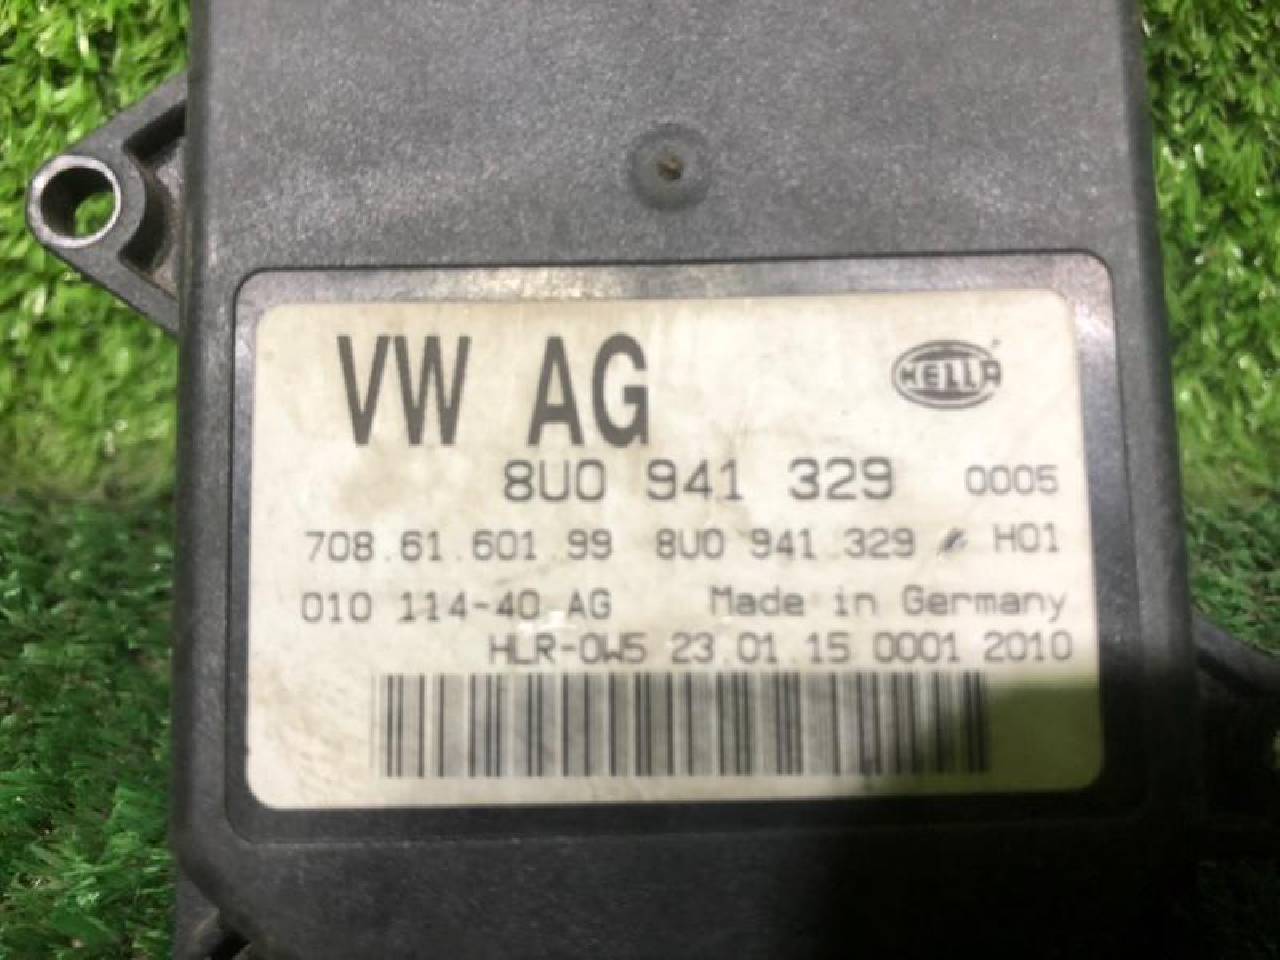 VW AG
HELLA
8U0 941 329 0005
708.61.601.99 8U0 941 329 H01
010 114-40 AG Made in Germany
HLR-0W5 23.01.15 0001 2010